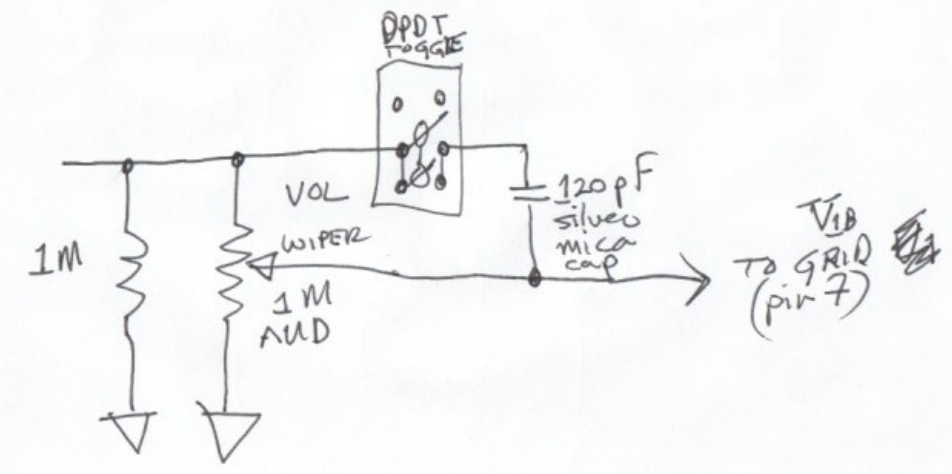 DPDT
TOGGLE
VOL
120pF
silver
mica
cap
1M
WIPER
1M
AUD
V1B
TO GRID
(pin 7)